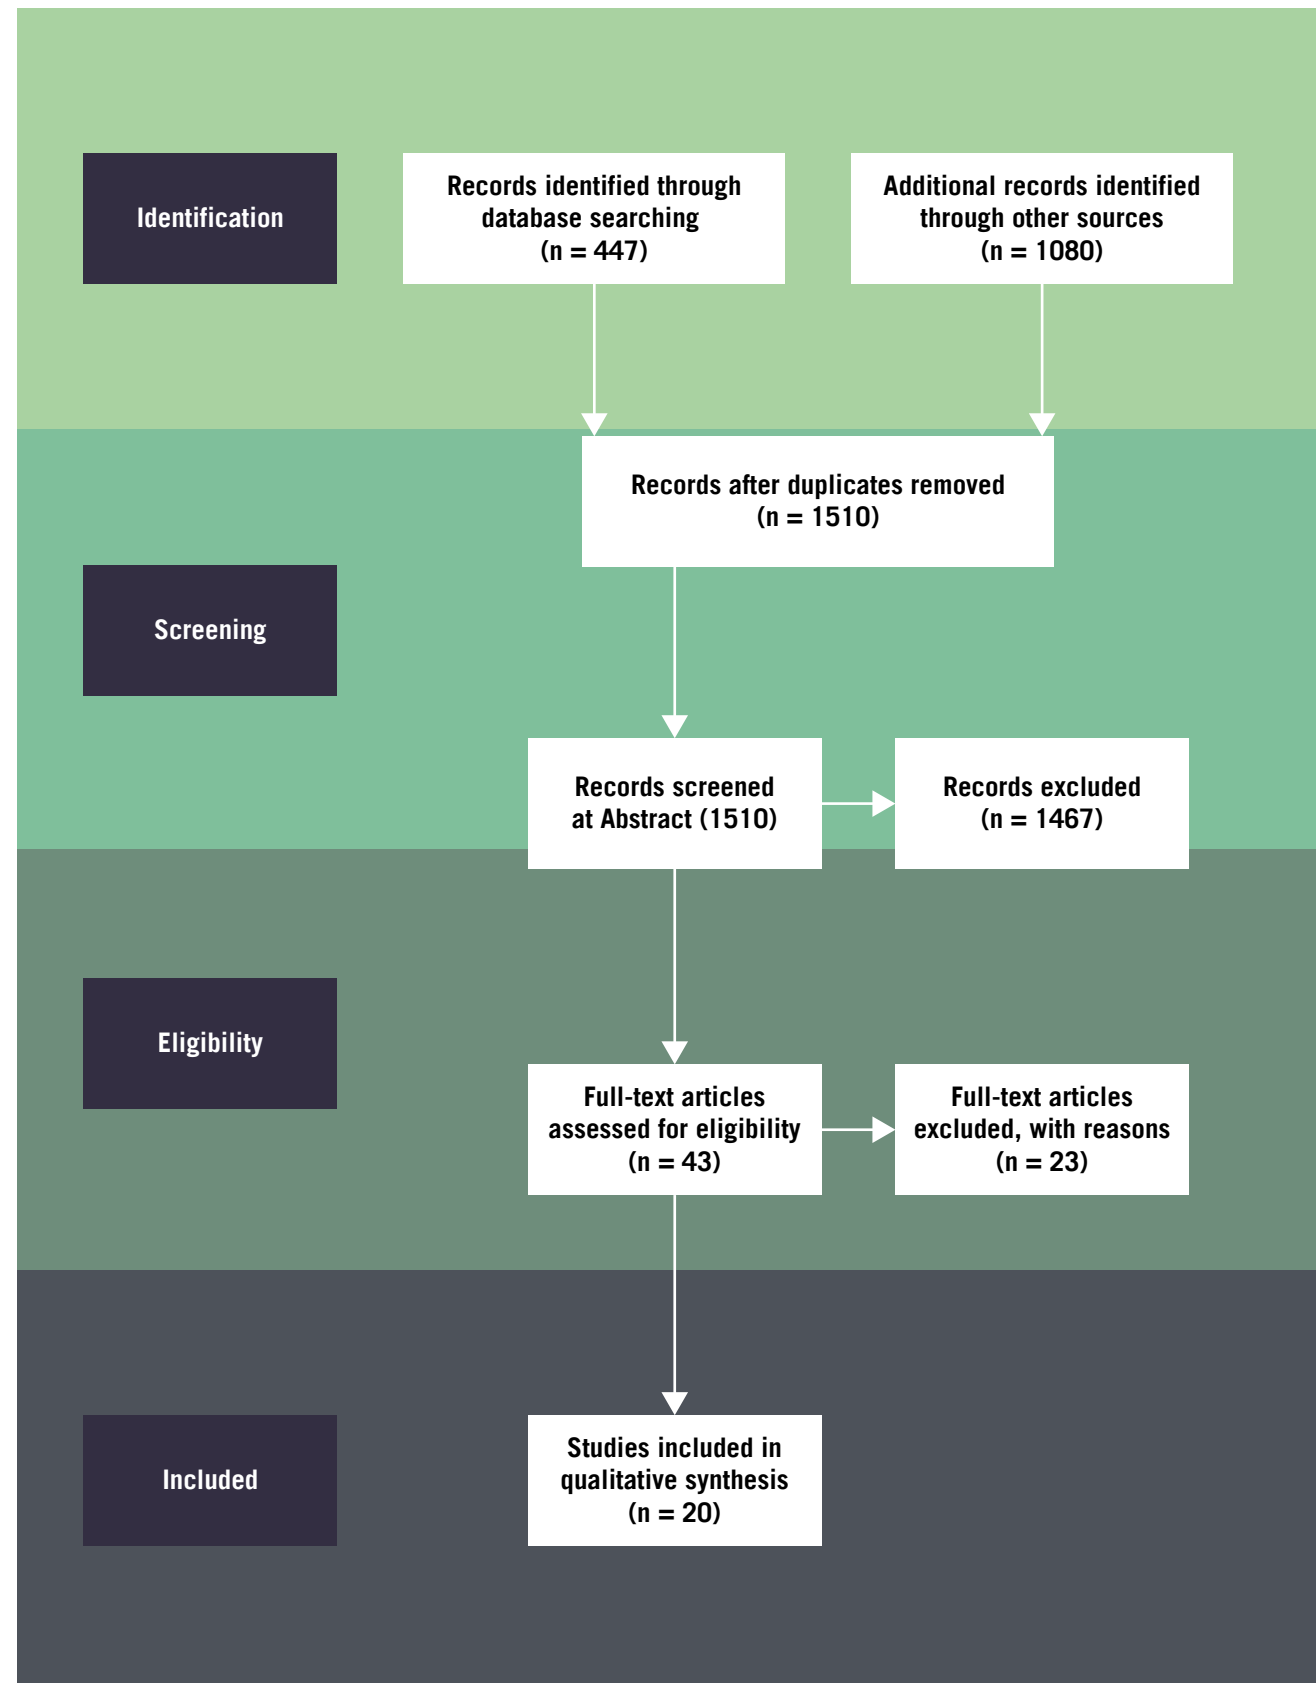 Identification
Records identified through
database searching
(n = 447)
Additional records identified
through other sources
(n = 1080)
Records after duplicates removed
(n = 1510)
Screening
Records screened
at Abstract (1510)
Records excluded
(n = 1467)
Eligibility
Full-text articles
assessed for eligibility
(n = 43)
Full-text articles
excluded, with reasons
(n = 23)
Included
Studies included in
qualitative synthesis
(n = 20)